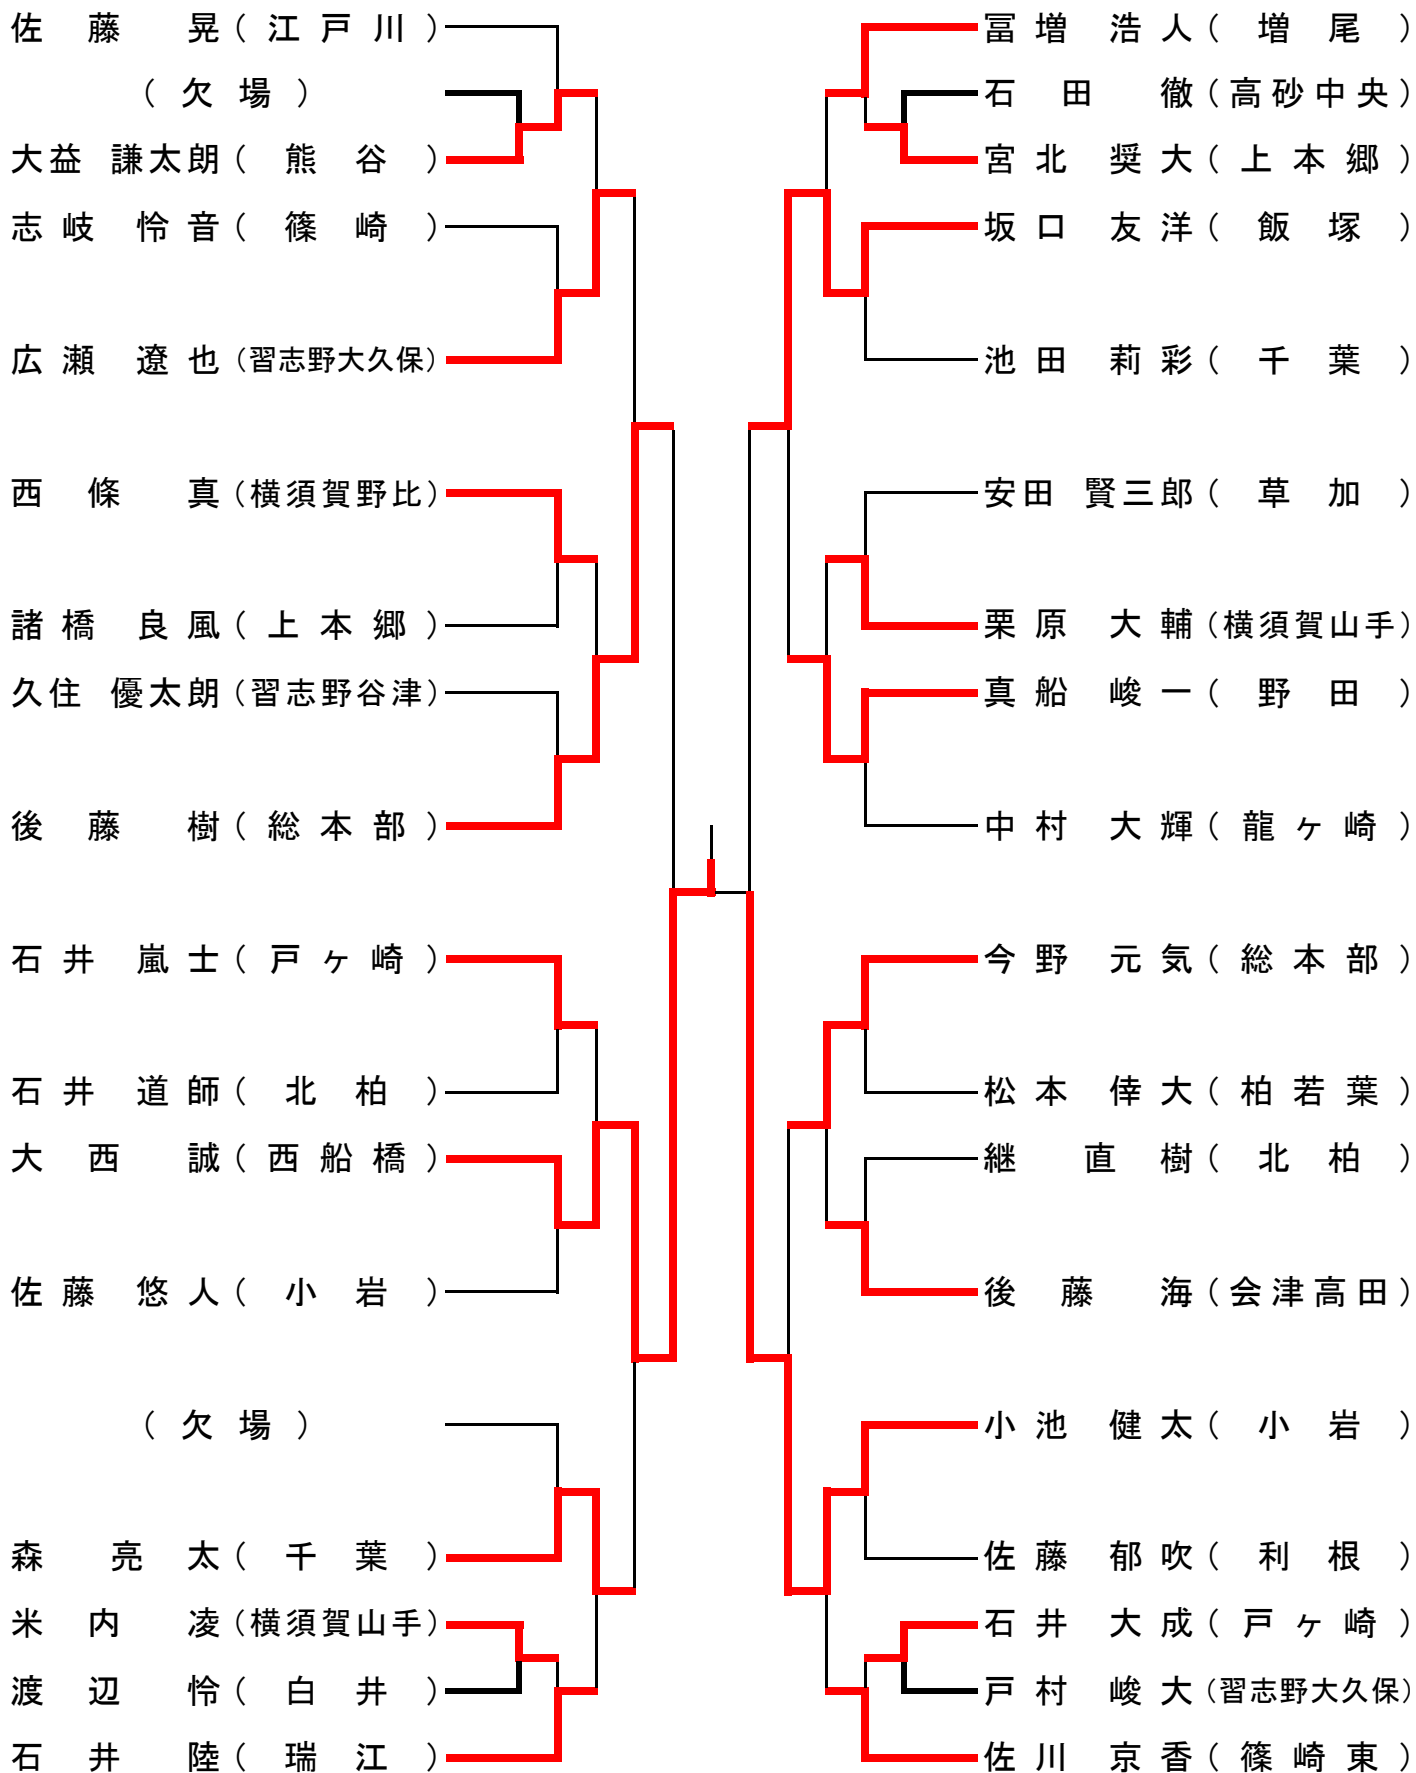 佐藤 晃（江戸川）
（欠場）
大益 謙太朗（熊谷）
志岐 怜音（篠崎）
広瀬 遼也（習志野大久保）
西條 真（横須賀野比）
諸橋 良風（上本郷）
久住 優太朗（習志野谷津）
後藤 樹（総本部）
石井 嵐士（戸ヶ崎）
石井 道師（北柏）
大西 誠（西船橋）
佐藤 悠人（小岩）
（欠場）
森 亮太（千葉）
米内 凌（横須賀山手）
渡辺 怜（白井）
石井 陸（瑞江）
冨増 浩人（増尾）
石田 徹（高砂中央）
宮北 奨大（上本郷）
坂口 友洋（飯塚）
池田 莉彩（千葉）
安田 賢三郎（草加）
栗原 大輔（横須賀山手）
真船 峻一（野田）
中村 大輝（龍ヶ崎）
今野 元気（総本部）
松本 倖大（柏若葉）
継 直樹（北柏）
後藤 海（会津高田）
小池 健太（小岩）
佐藤 郁吹（利根）
石井 大成（戸ヶ崎）
戸村 峻大（習志野大久保）
佐川 京香（篠崎東）